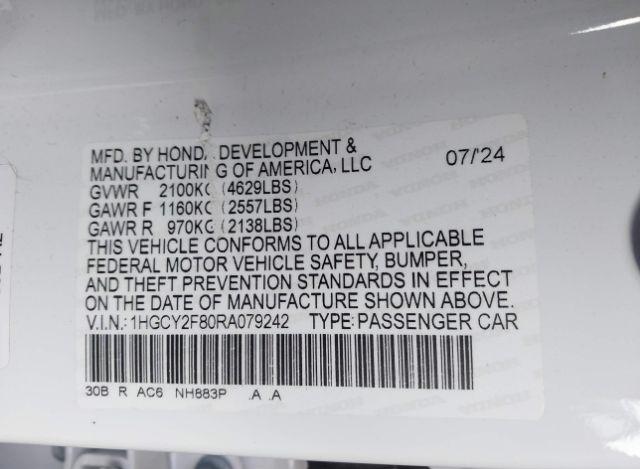 MFD. BY HONDA DEVELOPMENT &
MANUFACTURING OF AMERICA, LLC 07/'24
GVWR 2100KG (4629LBS)
GAWR F 1160KG (2557LBS)
GAWR R 970KG (2138LBS)
THIS VEHICLE CONFORMS TO ALL APPLICABLE
FEDERAL MOTOR VEHICLE SAFETY, BUMPER,
AND THEFT PREVENTION STANDARDS IN EFFECT
ON THE DATE OF MANUFACTURE SHOWN ABOVE.
V.I.N.: 1HGCY2F80RA079242 TYPE: PASSENGER CAR
30B R AC6 NH883P .A .A